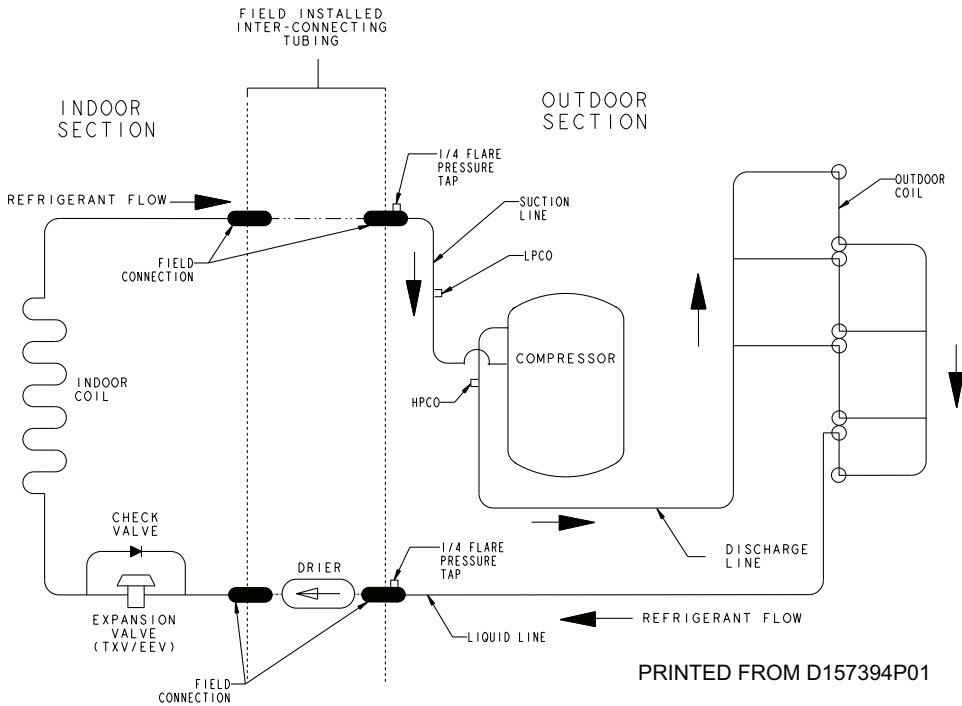 FIELD INSTALLED
INTER-CONNECTING
TUBING
INDOOR
SECTION
OUTDOOR
SECTION
1/4 FLARE
PRESSURE
TAP
OUTDOOR
COIL
REFRIGERANT FLOW
SUCTION
LINE
FIELD
CONNECTION
LPCO
COMPRESSOR
INDOOR
COIL
HPCO
CHECK
VALVE
DRIER
1/4 FLARE
PRESSURE
TAP
DISCHARGE
LINE
EXPANSION
VALVE
(TXV/EEV)
LIQUID LINE
REFRIGERANT FLOW
FIELD
CONNECTION
PRINTED FROM D157394P01